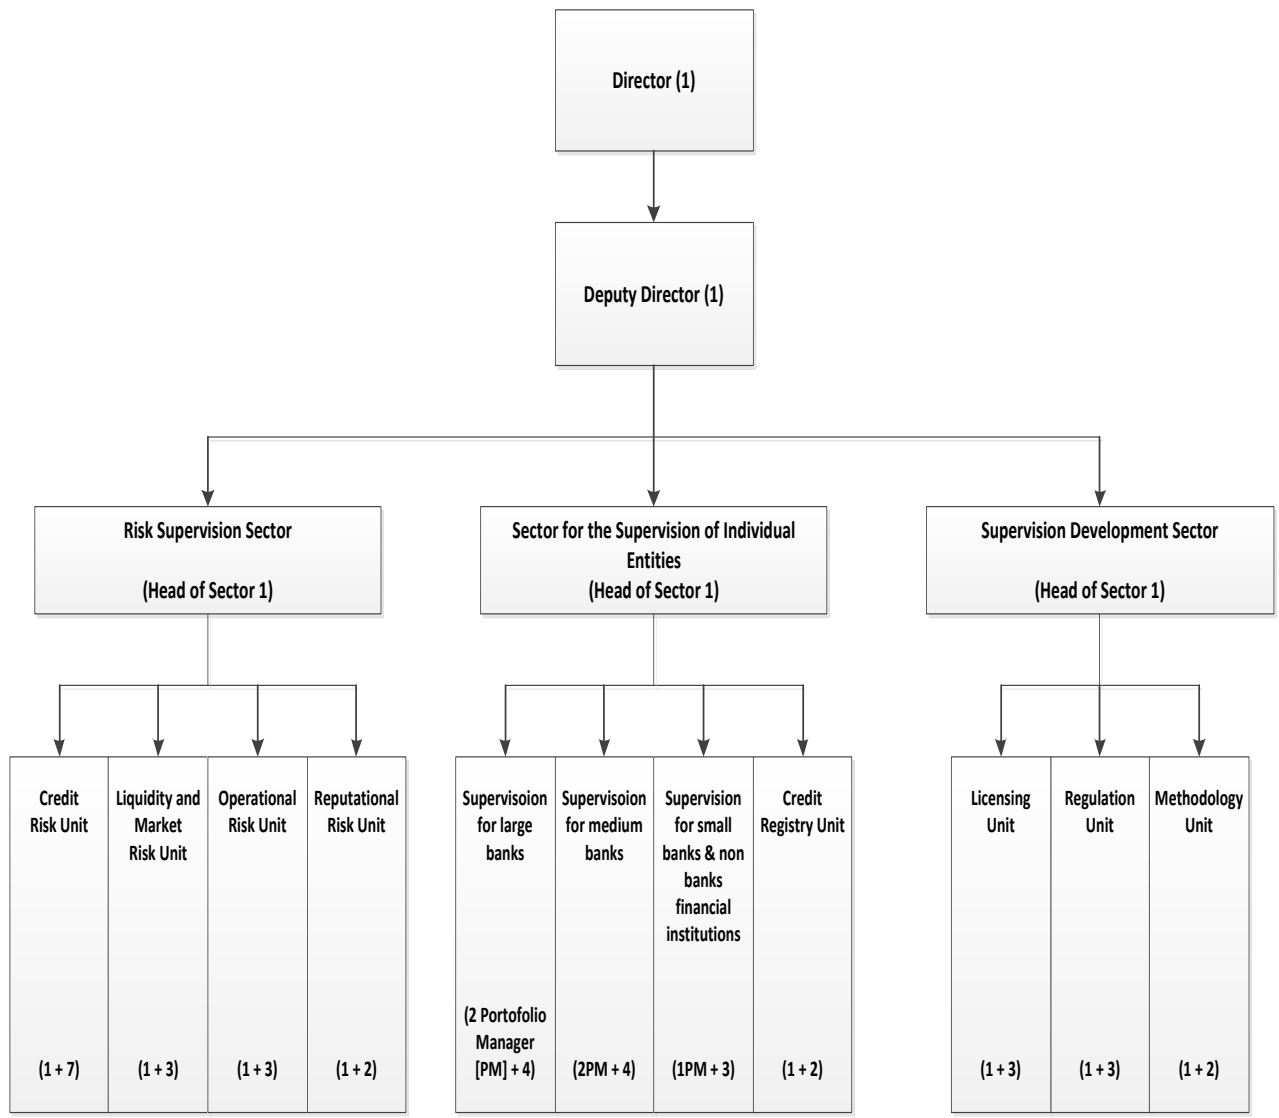 Director (1)
Deputy Director (1)
Risk Supervision Sector
(Head of Sector 1)
Sector for the Supervision of Individual
Entities
(Head of Sector 1)
Supervision Development Sector
(Head of Sector 1)
Credit
Risk Unit
(1 + 7)
Liquidity and
Market
Risk Unit
(1 + 3)
Operational
Risk Unit
(1 + 3)
Reputational
Risk Unit
(1 + 2)
Supervisoion
for large
banks
(2 Portofolio
Manager
[PM] + 4)
Supervisoion
for medium
banks
(2PM + 4)
Supervision
for small
banks & non
banks
financial
institutions
(1PM + 3)
Credit
Registry Unit
(1 + 2)
Licensing
Unit
(1 + 3)
Regulation
Unit
(1 + 3)
Methodology
Unit
(1 + 2)